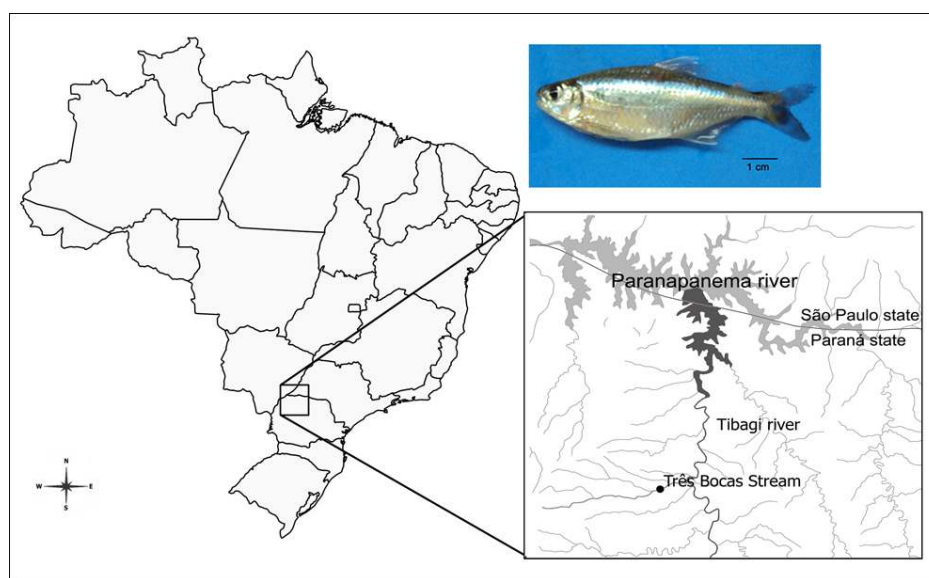 1 cm
Paranapanema river
São Paulo state
Paraná state
Tibagi river
Três Bocas Stream
N
W E
S